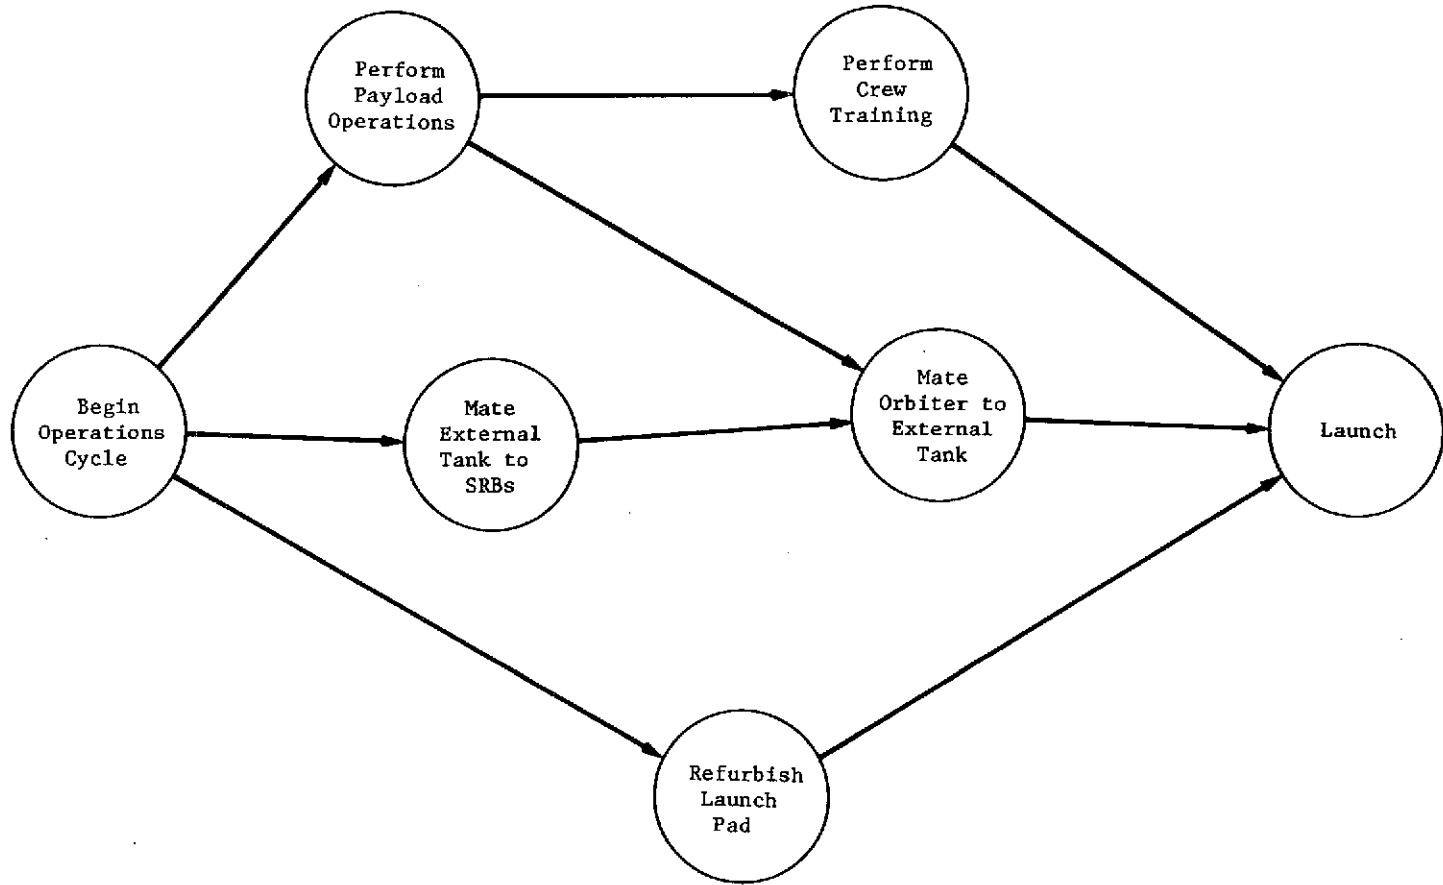 Perform
Payload
Operations
Perform
Crew
Training
Begin
Operations
Cycle
Mate
External
Tank to
SRBs
Mate
Orbiter to
External
Tank
Launch
Refurbish
Launch
Pad